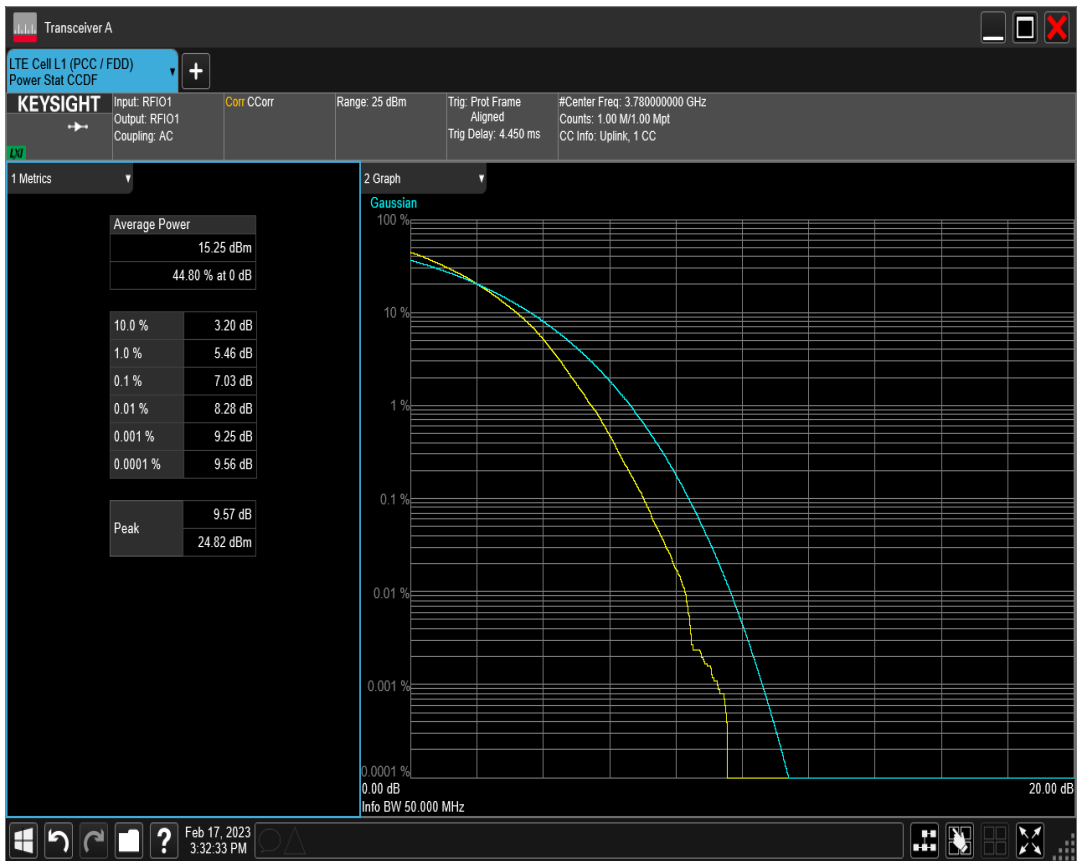 Transceiver A
LTE Cell L1 (PCC / FDD)
Power Stat CCDF
KEYSIGHT
LXI
Input: RFIO1
Output: RFIO1
Coupling: AC
Corr CCorr
Range: 25 dBm
Trig: Prot Frame
Aligned
Trig Delay: 4.450 ms
#Center Freq: 3.780000000 GHz
Counts: 1.00 M/1.00 Mpt
CC Info: Uplink, 1 CC
1 Metrics
Average Power
15.25 dBm
44.80 % at 0 dB
10.0 % 3.20 dB
1.0 % 5.46 dB
0.1 % 7.03 dB
0.01 % 8.28 dB
0.001 % 9.25 dB
0.0001 % 9.56 dB
Peak
9.57 dB
24.82 dBm
2 Graph
Gaussian
100 %
10 %
1 %
0.1 %
0.01 %
0.001 %
0.0001 %
0.00 dB 20.00 dB
Info BW 50.000 MHz
?
Feb 17, 2023
3:32:33 PM